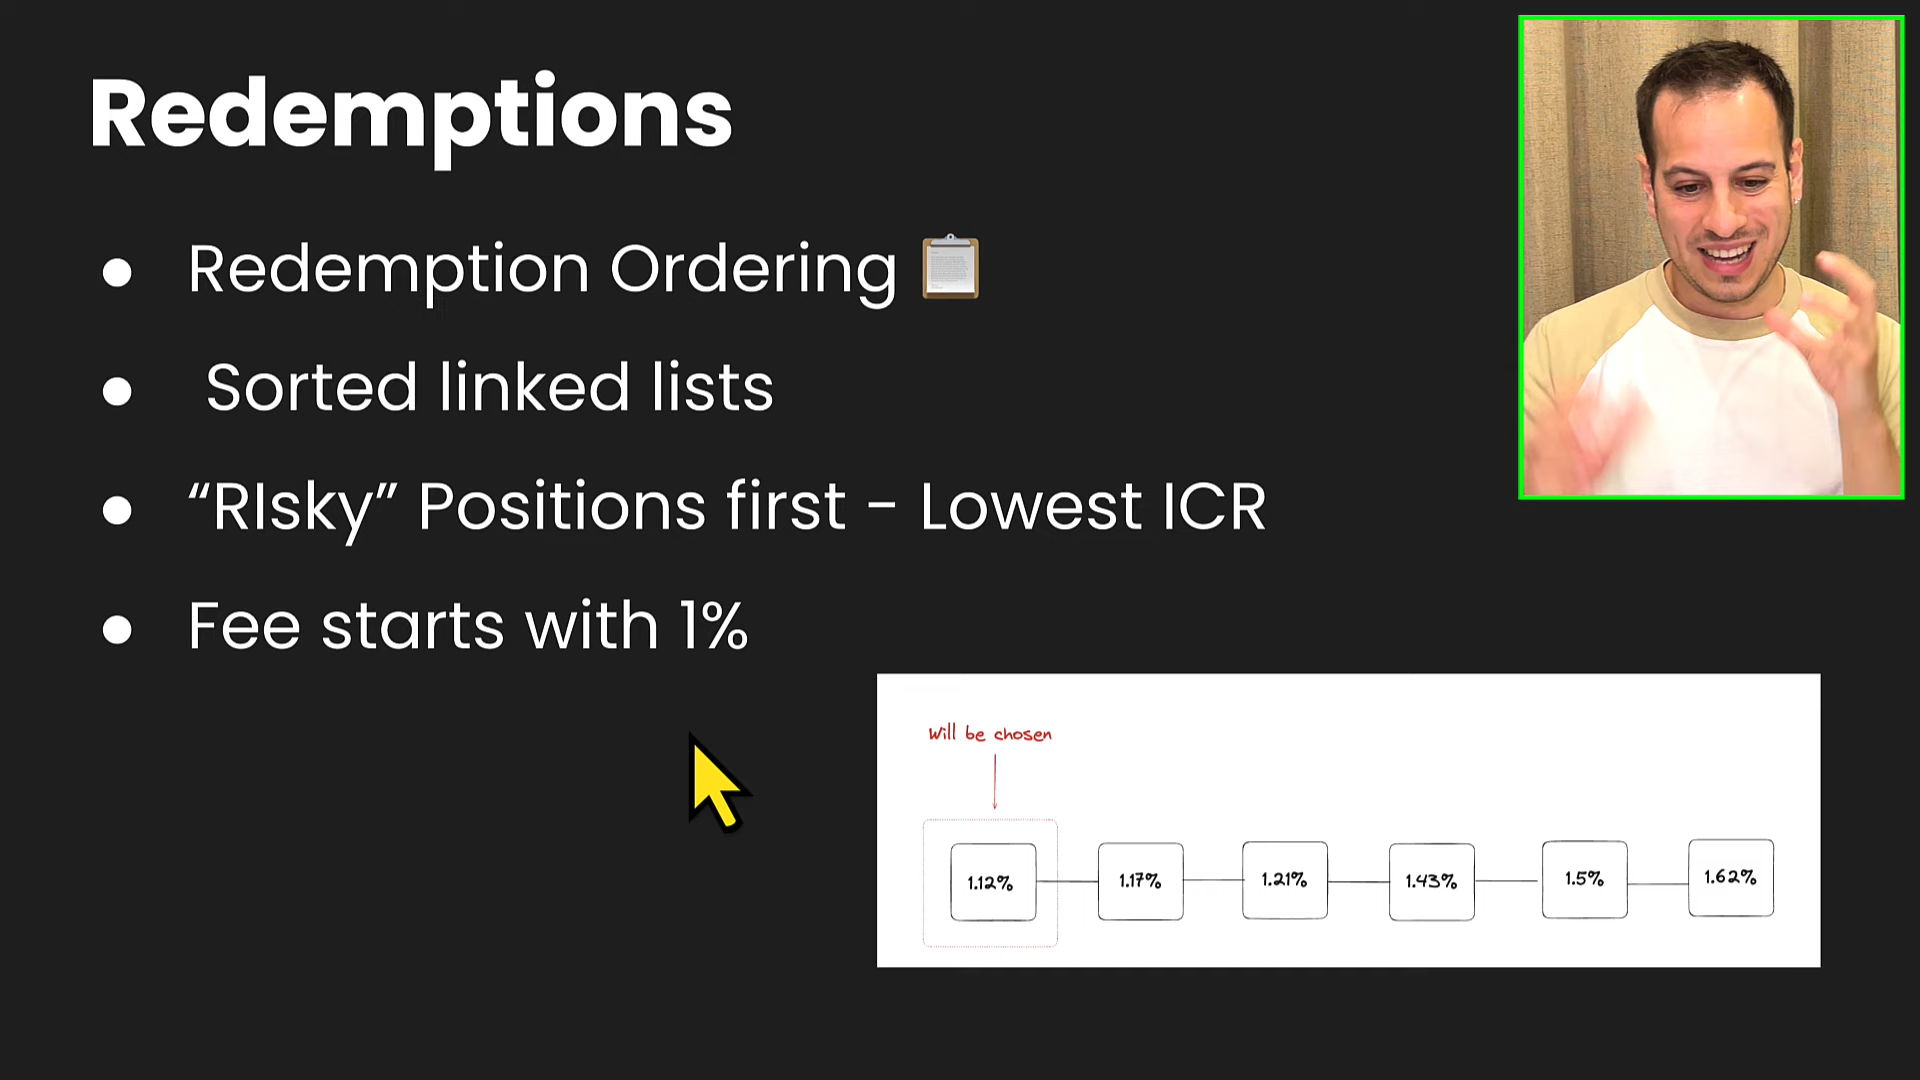 Redemptions
● Redemption Ordering 📋
● Sorted linked lists
● “RIsky” Positions first - Lowest ICR
● Fee starts with 1%
Will be chosen
1.12% 1.17% 1.21% 1.43% 1.5% 1.62%